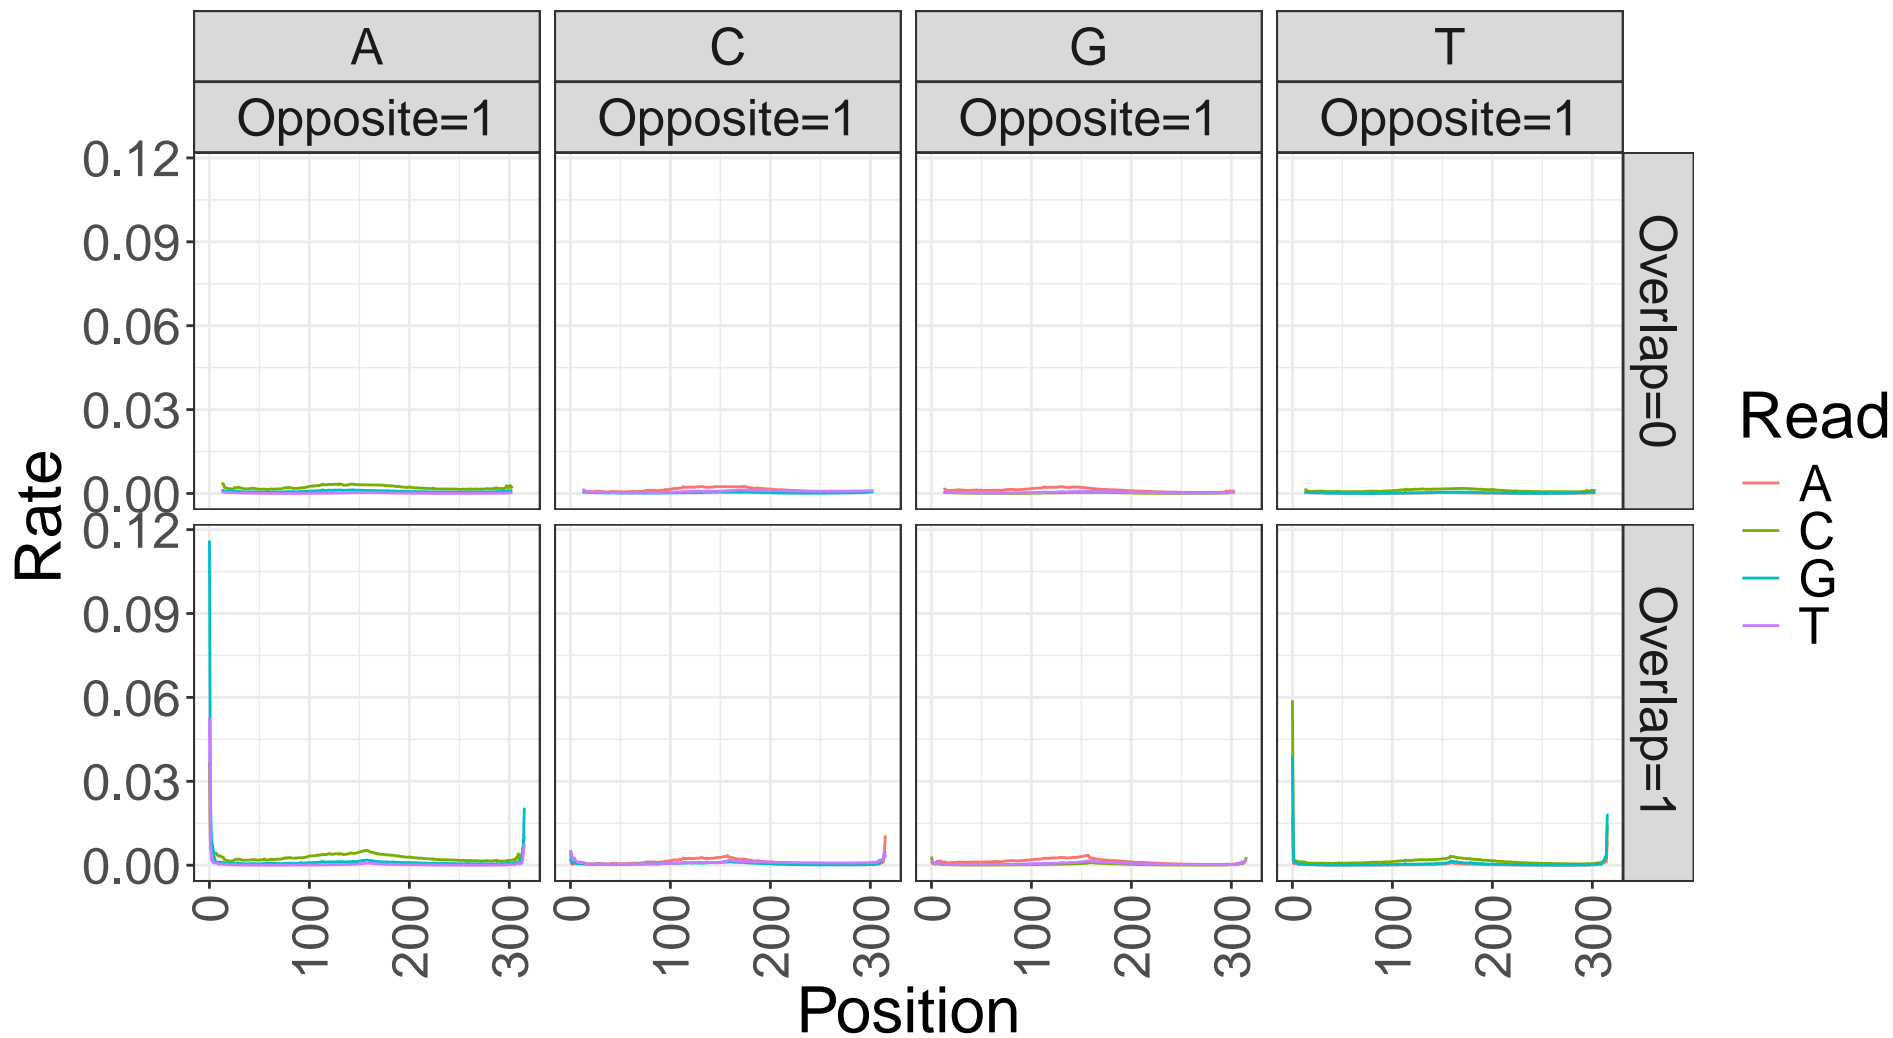 A C G T
Opposite=1 Opposite=1 Opposite=1 Opposite=1
0.12
0.09
0.06
0.03
0.00
Overlap=0
0.12
0.09
0.06
0.03
0.00
Overlap=1
Rate
0 100 200 300 0 100 200 300 0 100 200 300 0 100 200 300
Position
Read
A
C
G
T